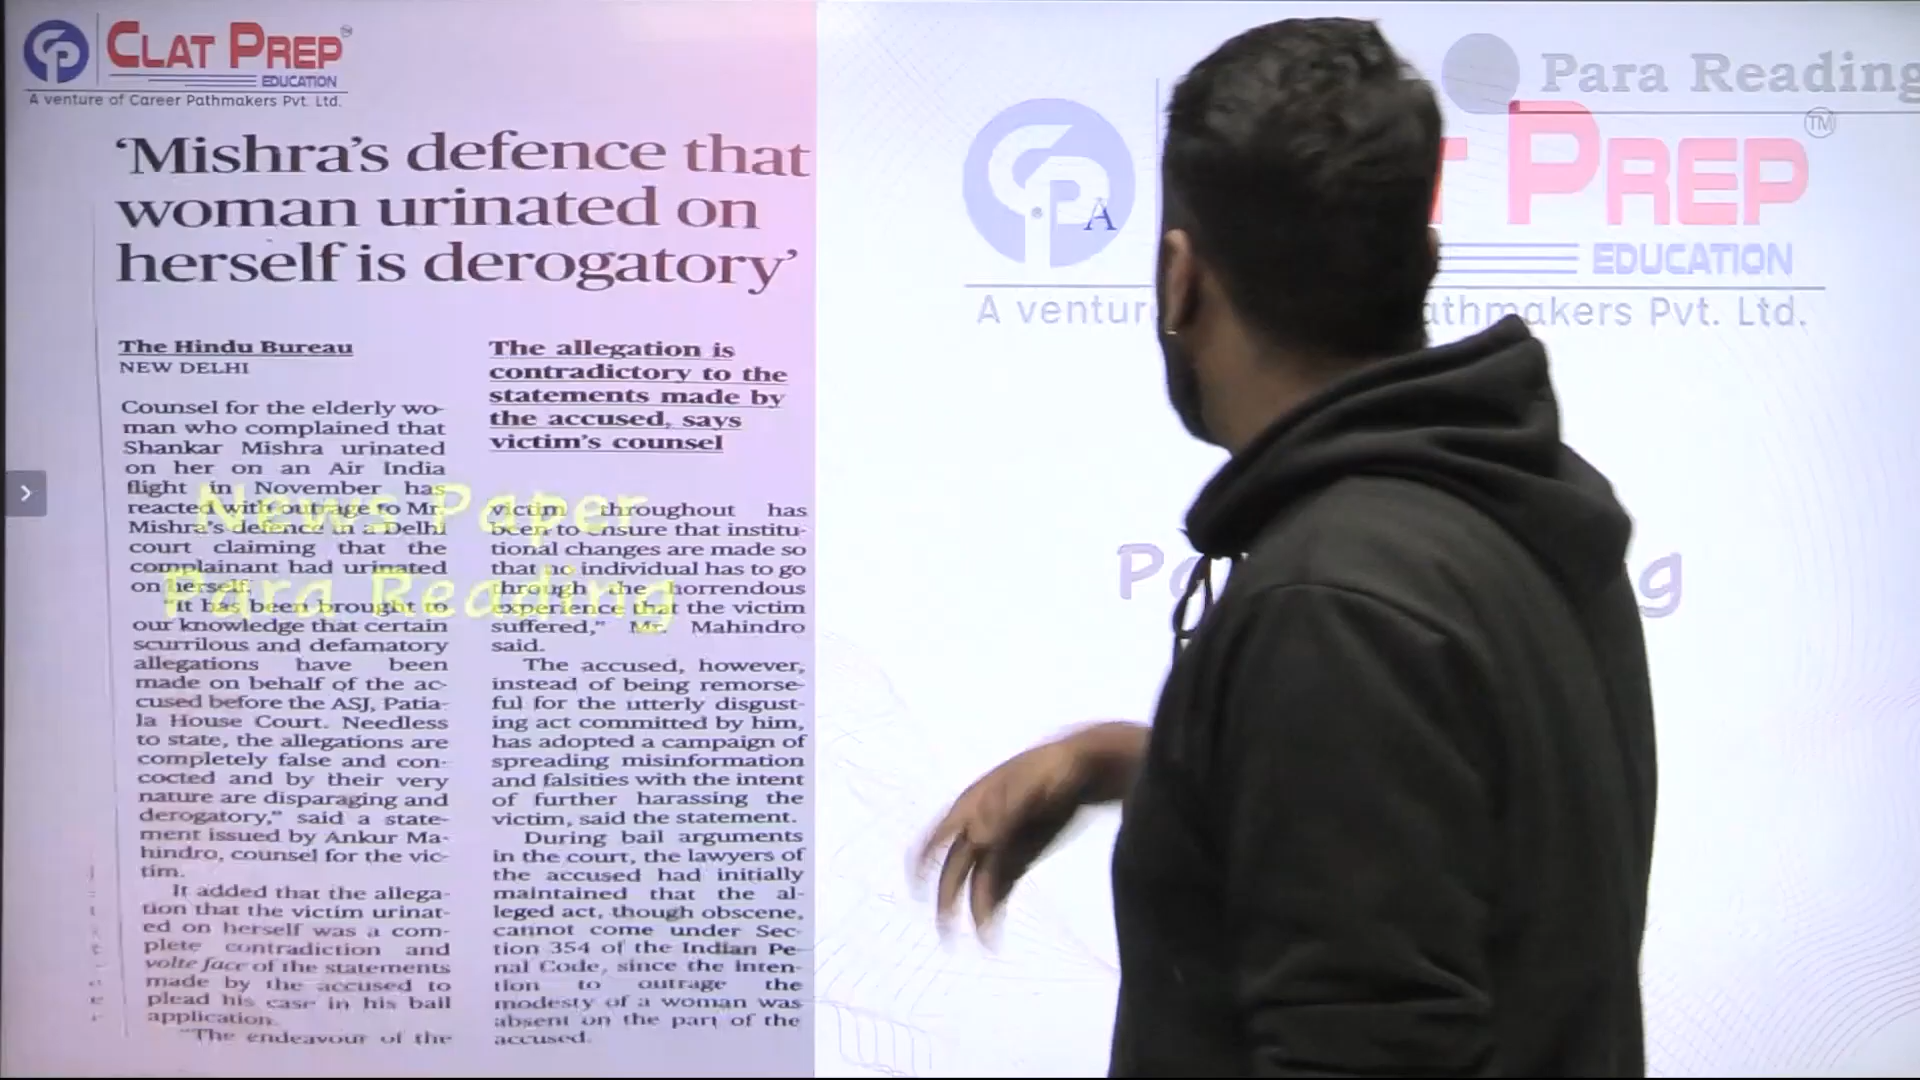 CLAT PREP
EDUCATION
A venture of Career Pathmakers Pvt. Ltd.
‘Mishra’s defence that
woman urinated on
herself is derogatory’
The Hindu Bureau
NEW DELHI
Counsel for the elderly wo-
man who complained that
Shankar Mishra urinated
on her on an Air India
flight in November has
reacted with outrage to Mr.
Mishra’s defence in a Delhi
court claiming that the
complainant had urinated
on herself.
“It has been brought to
our knowledge that certain
scurrilous and defamatory
allegations have been
made on behalf of the ac-
cused before the ASJ, Patia-
la House Court. Needless
to state, the allegations are
completely false and con-
cocted and by their very
nature are disparaging and
derogatory,” said a state-
ment issued by Ankur Ma-
hindro, counsel for the vic-
tim.
It added that the allega-
tion that the victim urinat-
ed on herself was a com-
plete contradiction and
volte face of the statements
made by the accused to
plead his case in his bail
application.
“The endeavour of the
The allegation is
contradictory to the
statements made by
the accused, says
victim’s counsel
victim throughout has
been to ensure that institu-
tional changes are made so
that no individual has to go
through the horrendous
experience that the victim
suffered,” Mr. Mahindro
said.
The accused, however,
instead of being remorse-
ful for the utterly disgust-
ing act committed by him,
has adopted a campaign of
spreading misinformation
and falsities with the intent
of further harassing the
victim, said the statement.
During bail arguments
in the court, the lawyers of
the accused had initially
maintained that the al-
leged act, though obscene,
cannot come under Sec-
tion 354 of the Indian Pe-
nal Code, since the inten-
tion to outrage the
modesty of a woman was
absent on the part of the
accused.
News Paper
Para Reading
Para Reading
TM
PREP
A
EDUCATION
A venture Pathmakers Pvt. Ltd.